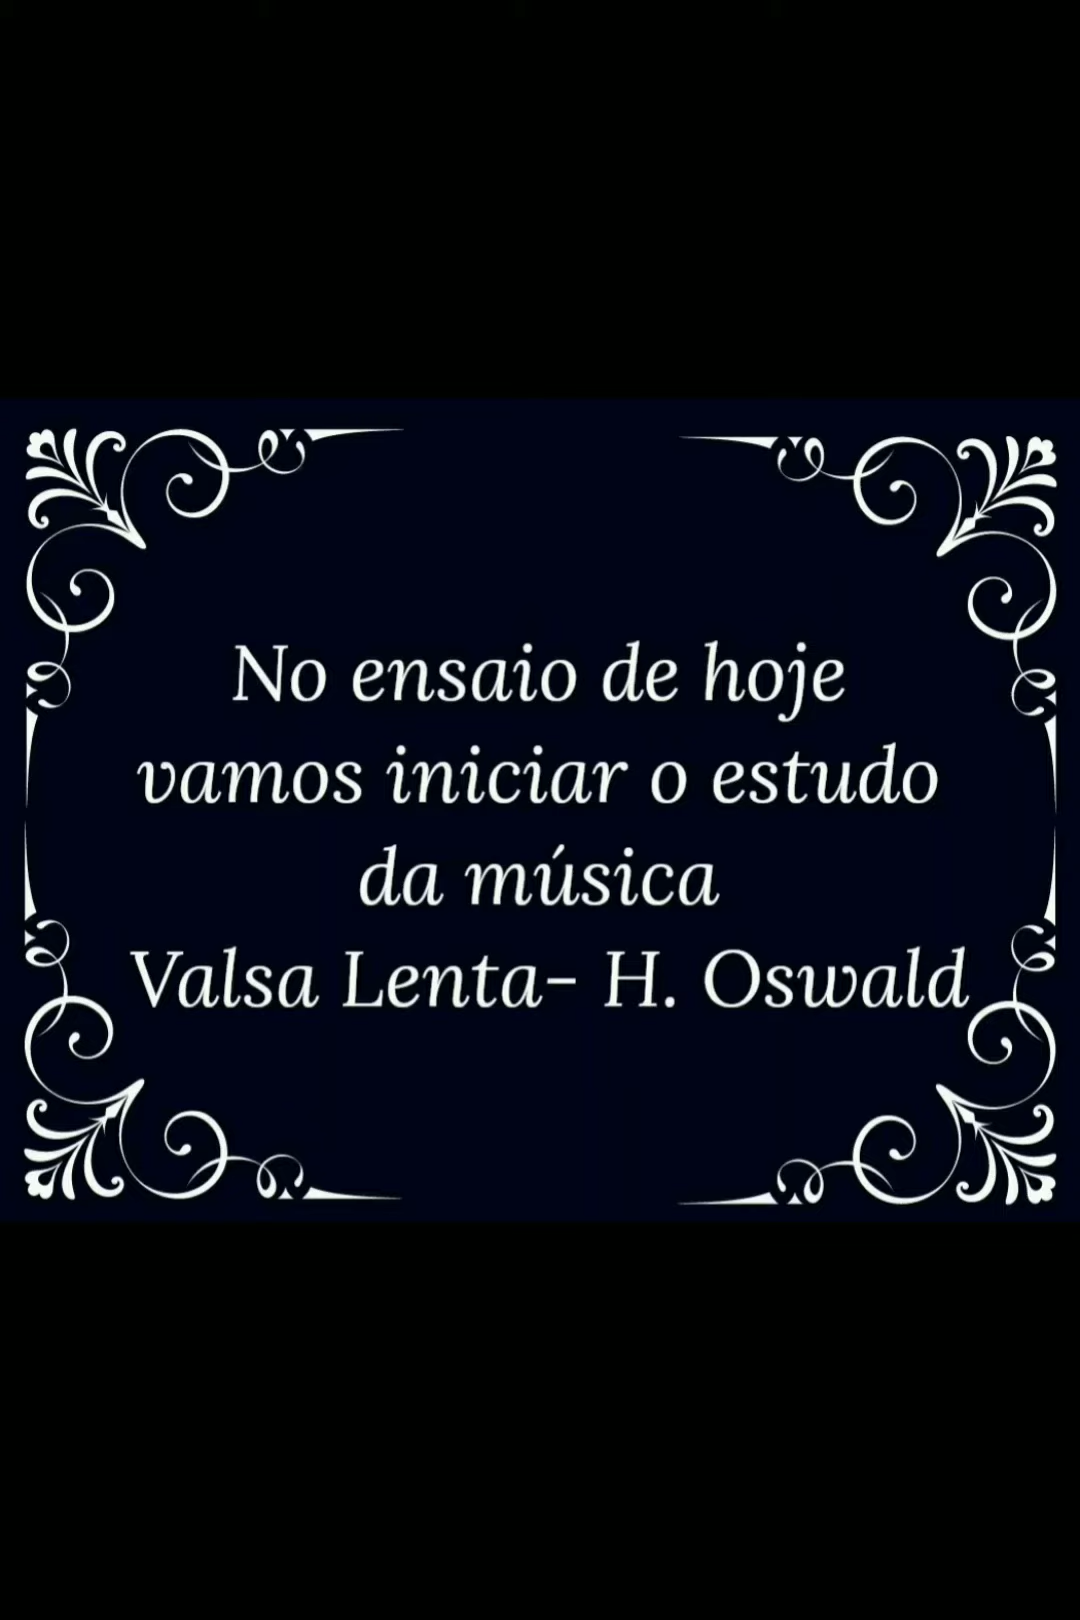 No ensaio de hoje
vamos iniciar o estudo
da música
Valsa Lenta- H. Oswald